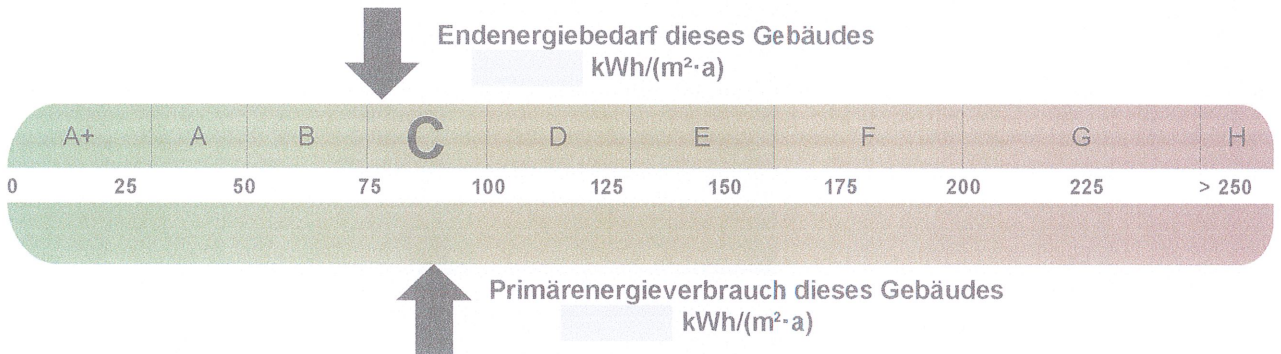 Endenergiebedarf dieses Gebäudes
kWh/(m²·a)
A+ A B C D E F G H
0 25 50 75 100 125 150 175 200 225 > 250
Primärenergieverbrauch dieses Gebäudes
kWh/(m²·a)